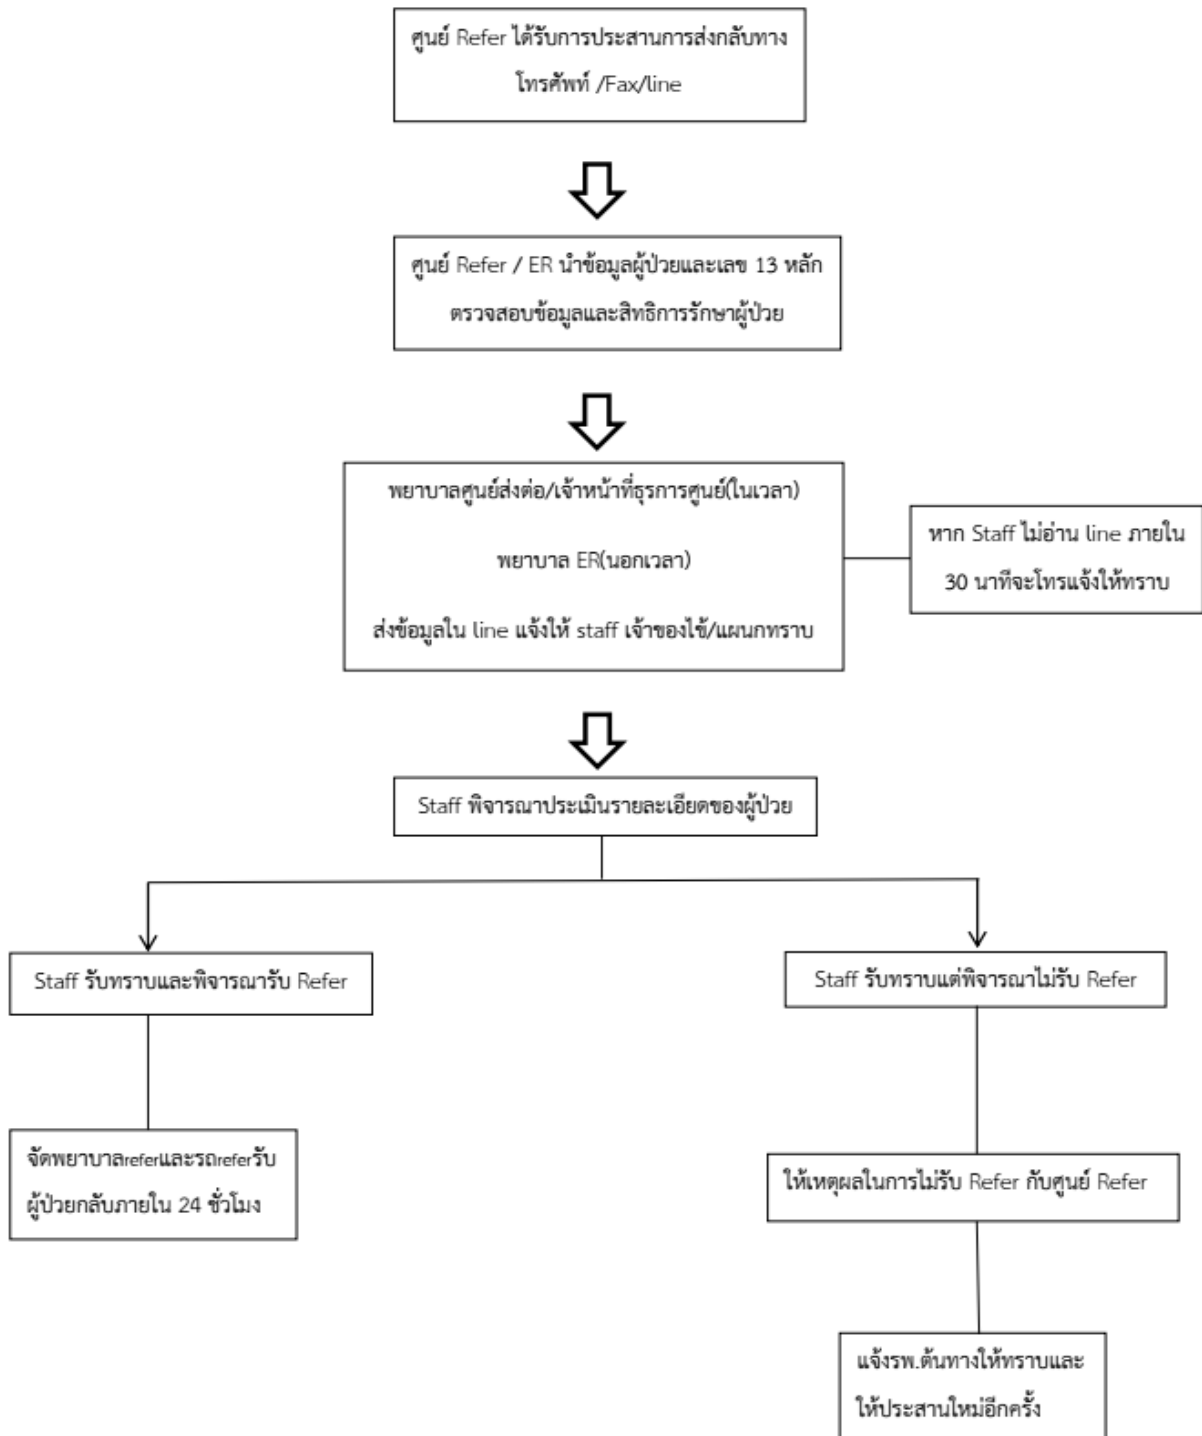 ศูนย์ Refer ได้รับการประสานการส่งกลับทาง
โทรศัพท์ /Fax/line
ศูนย์ Refer / ER นำข้อมูลผู้ป่วยและเลข 13 หลัก
ตรวจสอบข้อมูลและสิทธิการรักษาผู้ป่วย
พยาบาลศูนย์ส่งต่อ/เจ้าหน้าที่ธุรการศูนย์(ในเวลา)
พยาบาล ER(นอกเวลา)
ส่งข้อมูลใน line แจ้งให้ staff เจ้าของไข้/แผนกทราบ
หาก Staff ไม่อ่าน line ภายใน
30 นาทีจะโทรแจ้งให้ทราบ
Staff พิจารณาประเมินรายละเอียดของผู้ป่วย
Staff รับทราบและพิจารณารับ Refer
Staff รับทราบแต่พิจารณาไม่รับ Refer
จัดพยาบาลreferและรถreferรับ
ผู้ป่วยกลับภายใน 24 ชั่วโมง
ให้เหตุผลในการไม่รับ Refer กับศูนย์ Refer
แจ้งรพ.ต้นทางให้ทราบและ
ให้ประสานใหม่อีกครั้ง